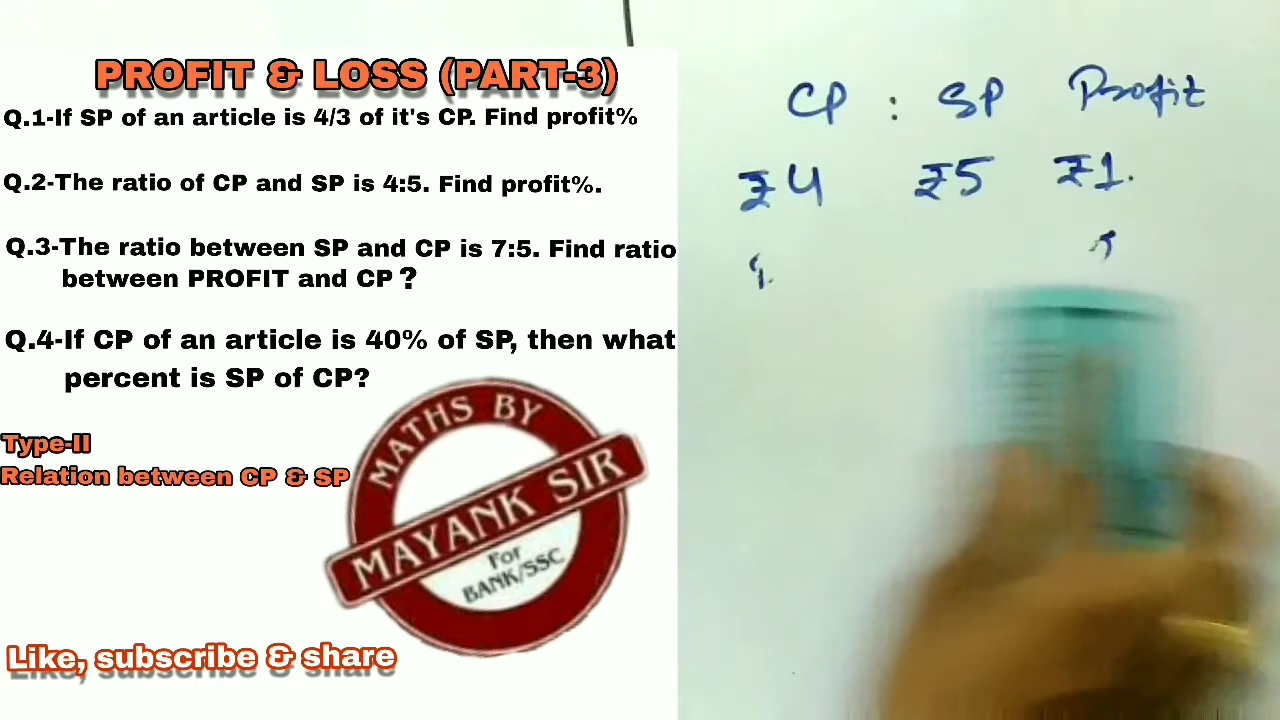 PROFIT & LOSS (PART-3)
Q.1-If SP of an article is 4/3 of it's CP. Find profit%
Q.2-The ratio of CP and SP is 4:5. Find profit%.
Q.3-The ratio between SP and CP is 7:5. Find ratio
between PROFIT and CP ?
Q.4-If CP of an article is 40% of SP, then what
percent is SP of CP?
Type-II
Relation between CP & SP
MATHS BY
MAYANK SIR
For
BANK/SSC
Like, subscribe & share
CP : SP Profit
₹4 ₹5 ₹1.